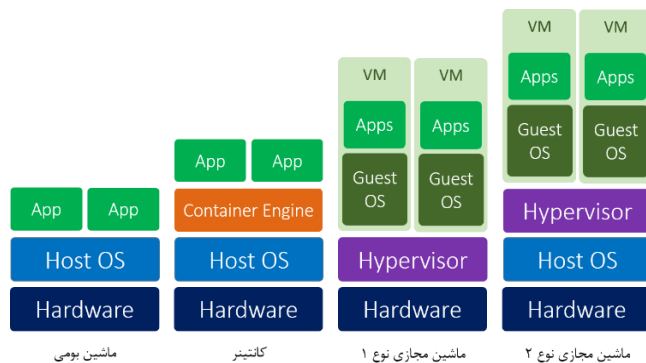 App App
Host OS
Hardware
ماشین بومی
App App
Container Engine
Host OS
Hardware
کانتینر
VM VM
Apps Apps
Guest OS Guest OS
Hypervisor
Hardware
ماشین مجازی نوع ۱
VM VM
Apps Apps
Guest OS Guest OS
Hypervisor
Host OS
Hardware
ماشین مجازی نوع ۲